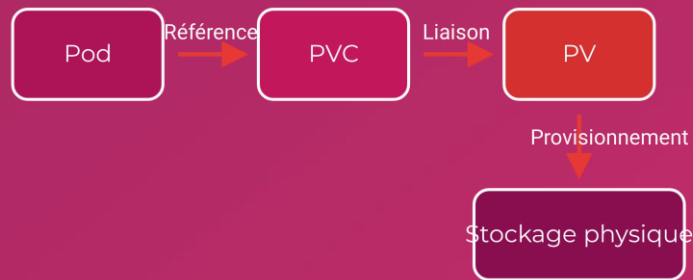 Pod
Référence
PVC
Liaison
PV
Provisionnement
Stockage physique